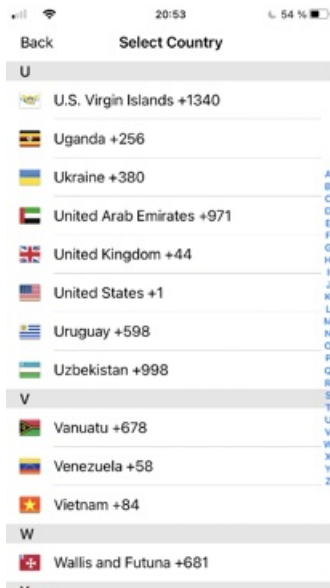 20:53
54 %
Back
Select Country
U
U.S. Virgin Islands +1340
Uganda +256
Ukraine +380
United Arab Emirates +971
United Kingdom +44
United States +1
Uruguay +598
Uzbekistan +998
V
Vanuatu +678
Venezuela +58
Vietnam +84
W
Wallis and Futuna +681
A
B
C
D
E
F
G
H
I
J
K
L
M
N
O
P
Q
R
S
T
U
V
W
X
Y
Z